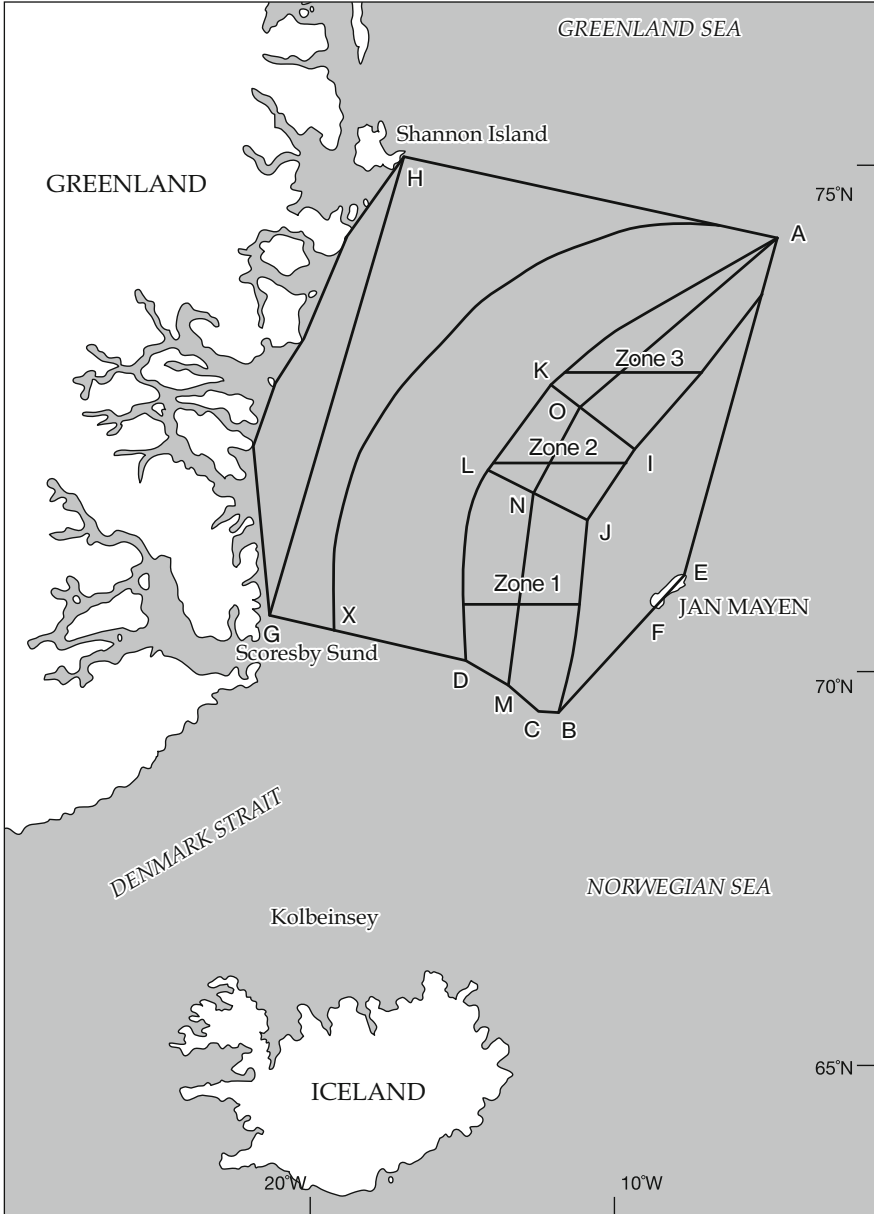 GREENLAND SEA
Shannon Island
GREENLAND
H
75°N
A
Zone 3
K
O
Zone 2
L
I
N
J
Zone 1
E
JAN MAYEN
X
F
G
Scoresby Sund
D
70°N
M
C
B
DENMARK STRAIT
NORWEGIAN SEA
Kolbeinsey
65°N
ICELAND
20°W
10°W